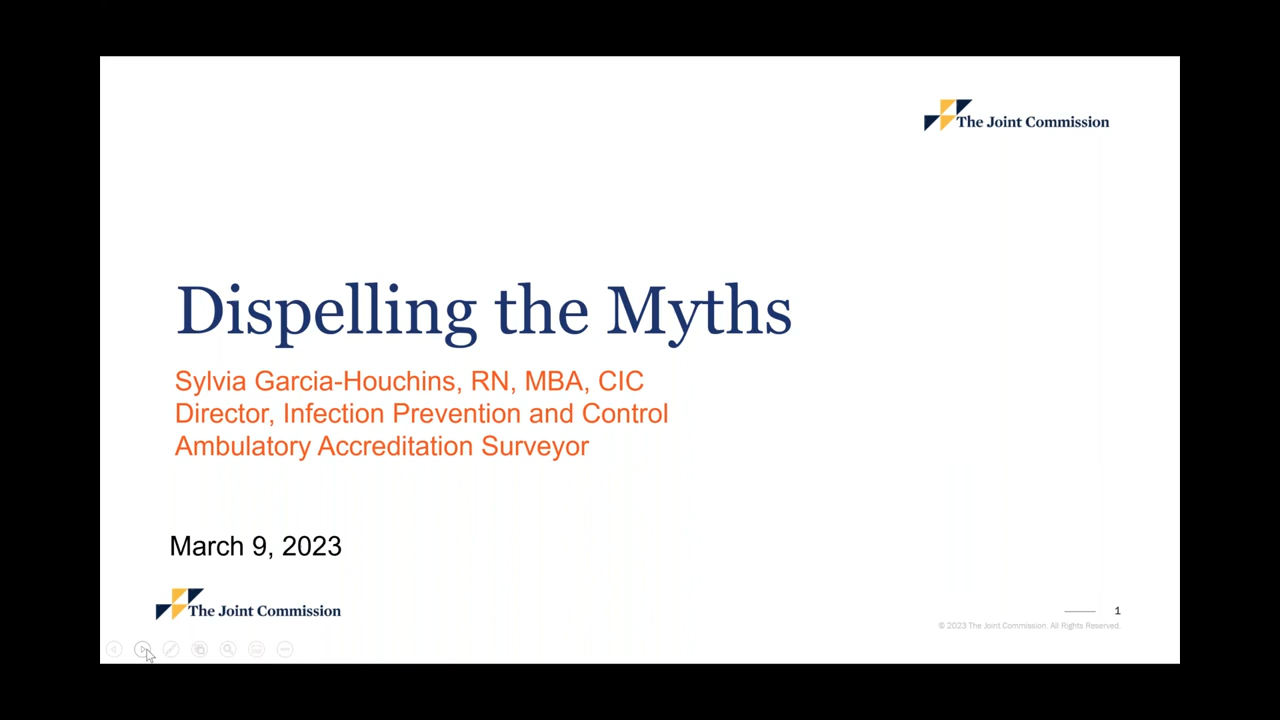 The Joint Commission
Dispelling the Myths
Sylvia Garcia-Houchins, RN, MBA, CIC
Director, Infection Prevention and Control
Ambulatory Accreditation Surveyor
March 9, 2023
The Joint Commission
1
© 2023 The Joint Commission. All Rights Reserved.